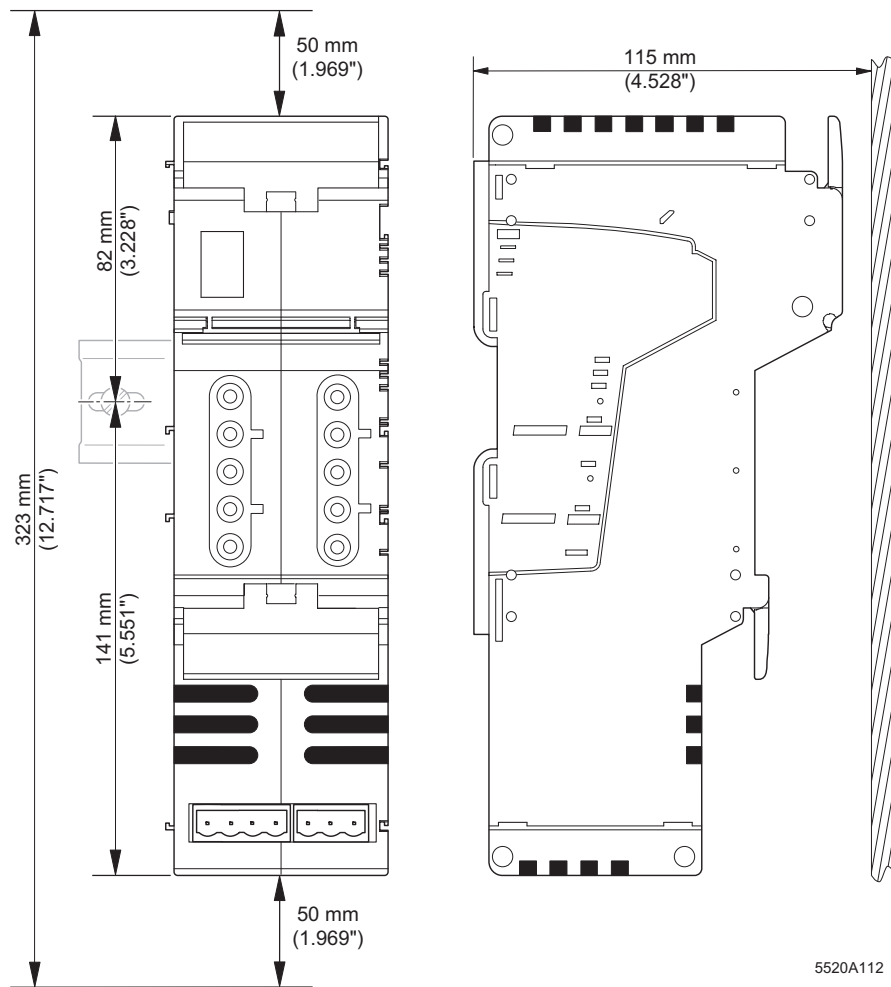 50 mm
(1.969")
115 mm
(4.528")
82 mm
(3.228")
323 mm
(12.717")
141 mm
(5.551")
50 mm
(1.969")
5520A112